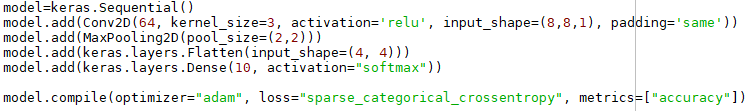 model=keras.Sequential()
model.add(Conv2D(64, kernel_size=3, activation='relu', input_shape=(8,8,1), padding='same'))
model.add(MaxPooling2D(pool_size=(2,2)))
model.add(keras.layers.Flatten(input_shape=(4, 4)))
model.add(keras.layers.Dense(10, activation="softmax"))
model.compile(optimizer="adam", loss="sparse_categorical_crossentropy", metrics=["accuracy"])